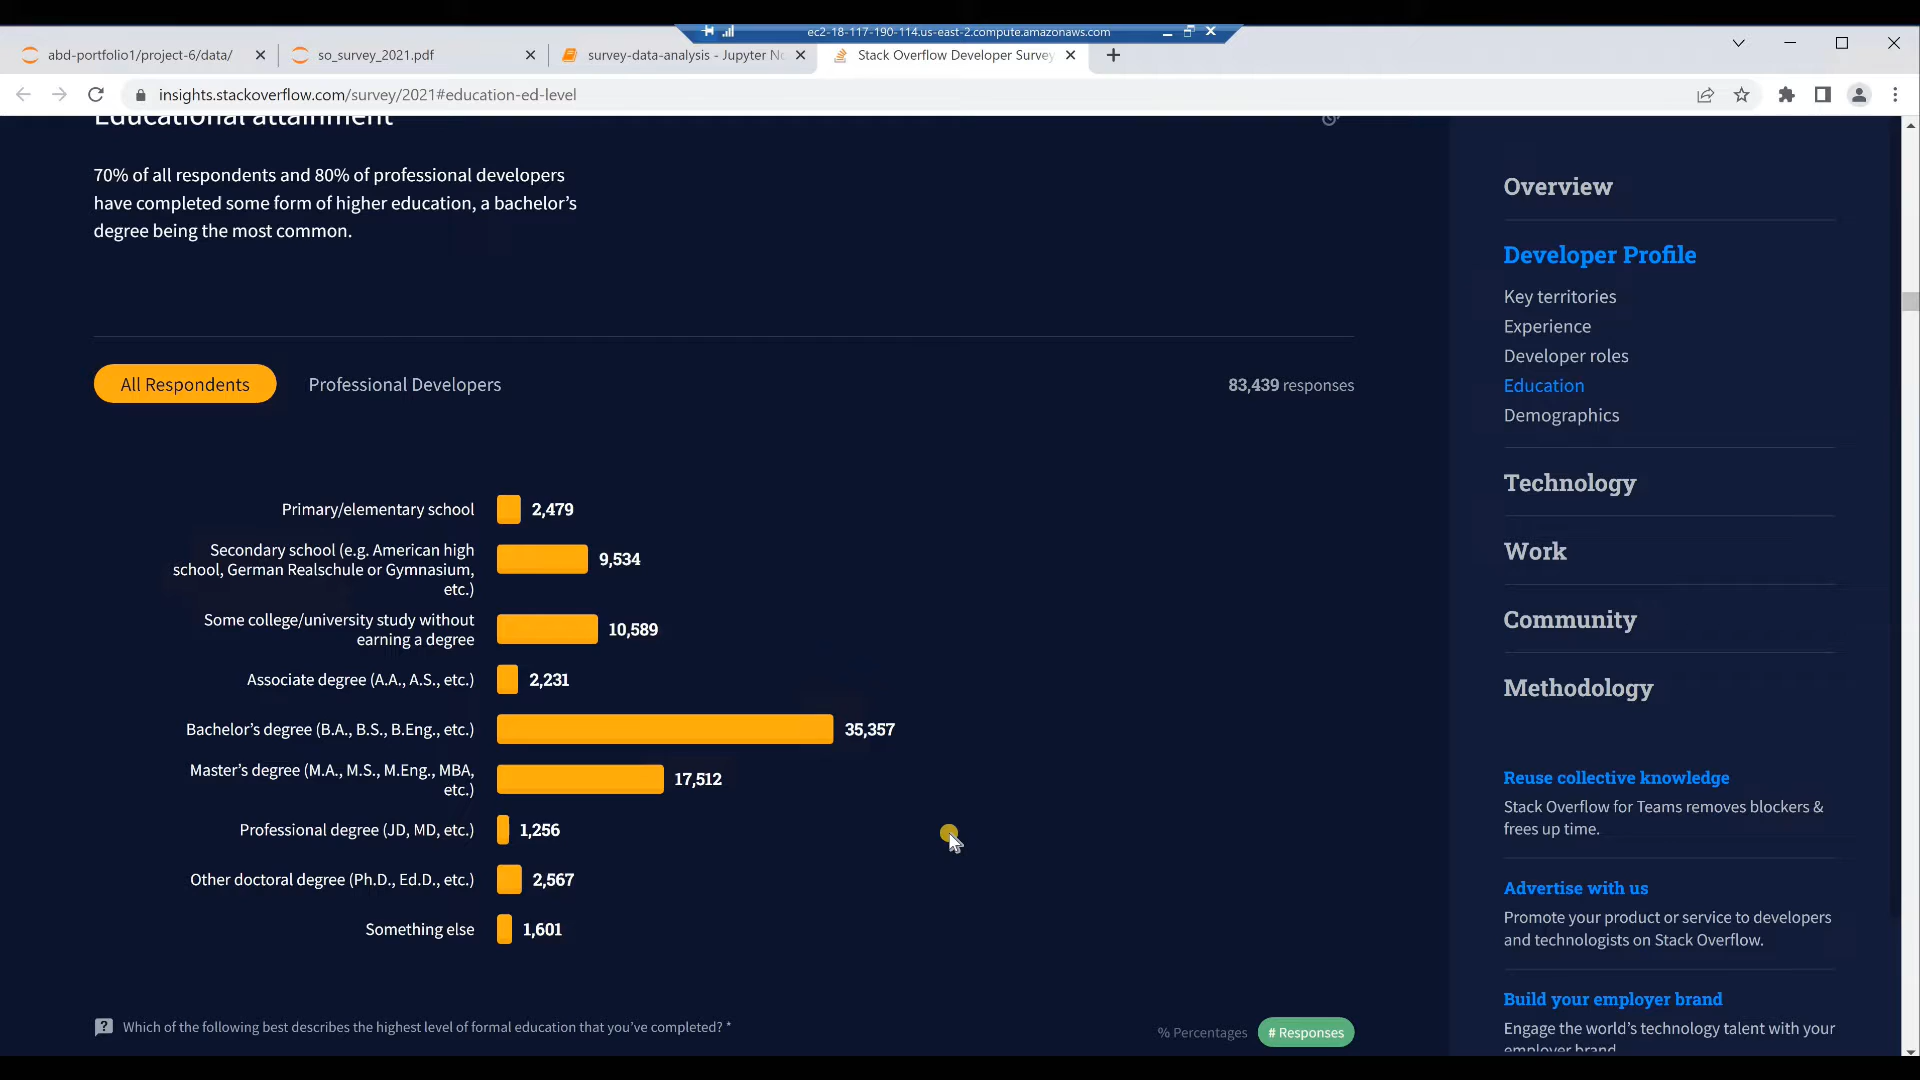 ec2-18-117-190-114.us-east-2.compute.amazonaws.com
abd-portfolio1/project-6/data/
so_survey_2021.pdf
survey-data-analysis - Jupyter No
Stack Overflow Developer Survey
insights.stackoverflow.com/survey/2021#education-ed-level
Educational attainment
70% of all respondents and 80% of professional developers
have completed some form of higher education, a bachelor's
degree being the most common.
All Respondents
Professional Developers
83,439 responses
Primary/elementary school
2,479
Secondary school (e.g. American high
school, German Realschule or Gymnasium,
etc.)
9,534
Some college/university study without
earning a degree
10,589
Associate degree (A.A., A.S., etc.)
2,231
Bachelor's degree (B.A., B.S., B.Eng., etc.)
35,357
Master's degree (M.A., M.S., M.Eng., MBA,
etc.)
17,512
Professional degree (JD, MD, etc.)
1,256
Other doctoral degree (Ph.D., Ed.D., etc.)
2,567
Something else
1,601
Which of the following best describes the highest level of formal education that you've completed? *
% Percentages
# Responses
Overview
Developer Profile
Key territories
Experience
Developer roles
Education
Demographics
Technology
Work
Community
Methodology
Reuse collective knowledge
Stack Overflow for Teams removes blockers &
frees up time.
Advertise with us
Promote your product or service to developers
and technologists on Stack Overflow.
Build your employer brand
Engage the world's technology talent with your
employer brand